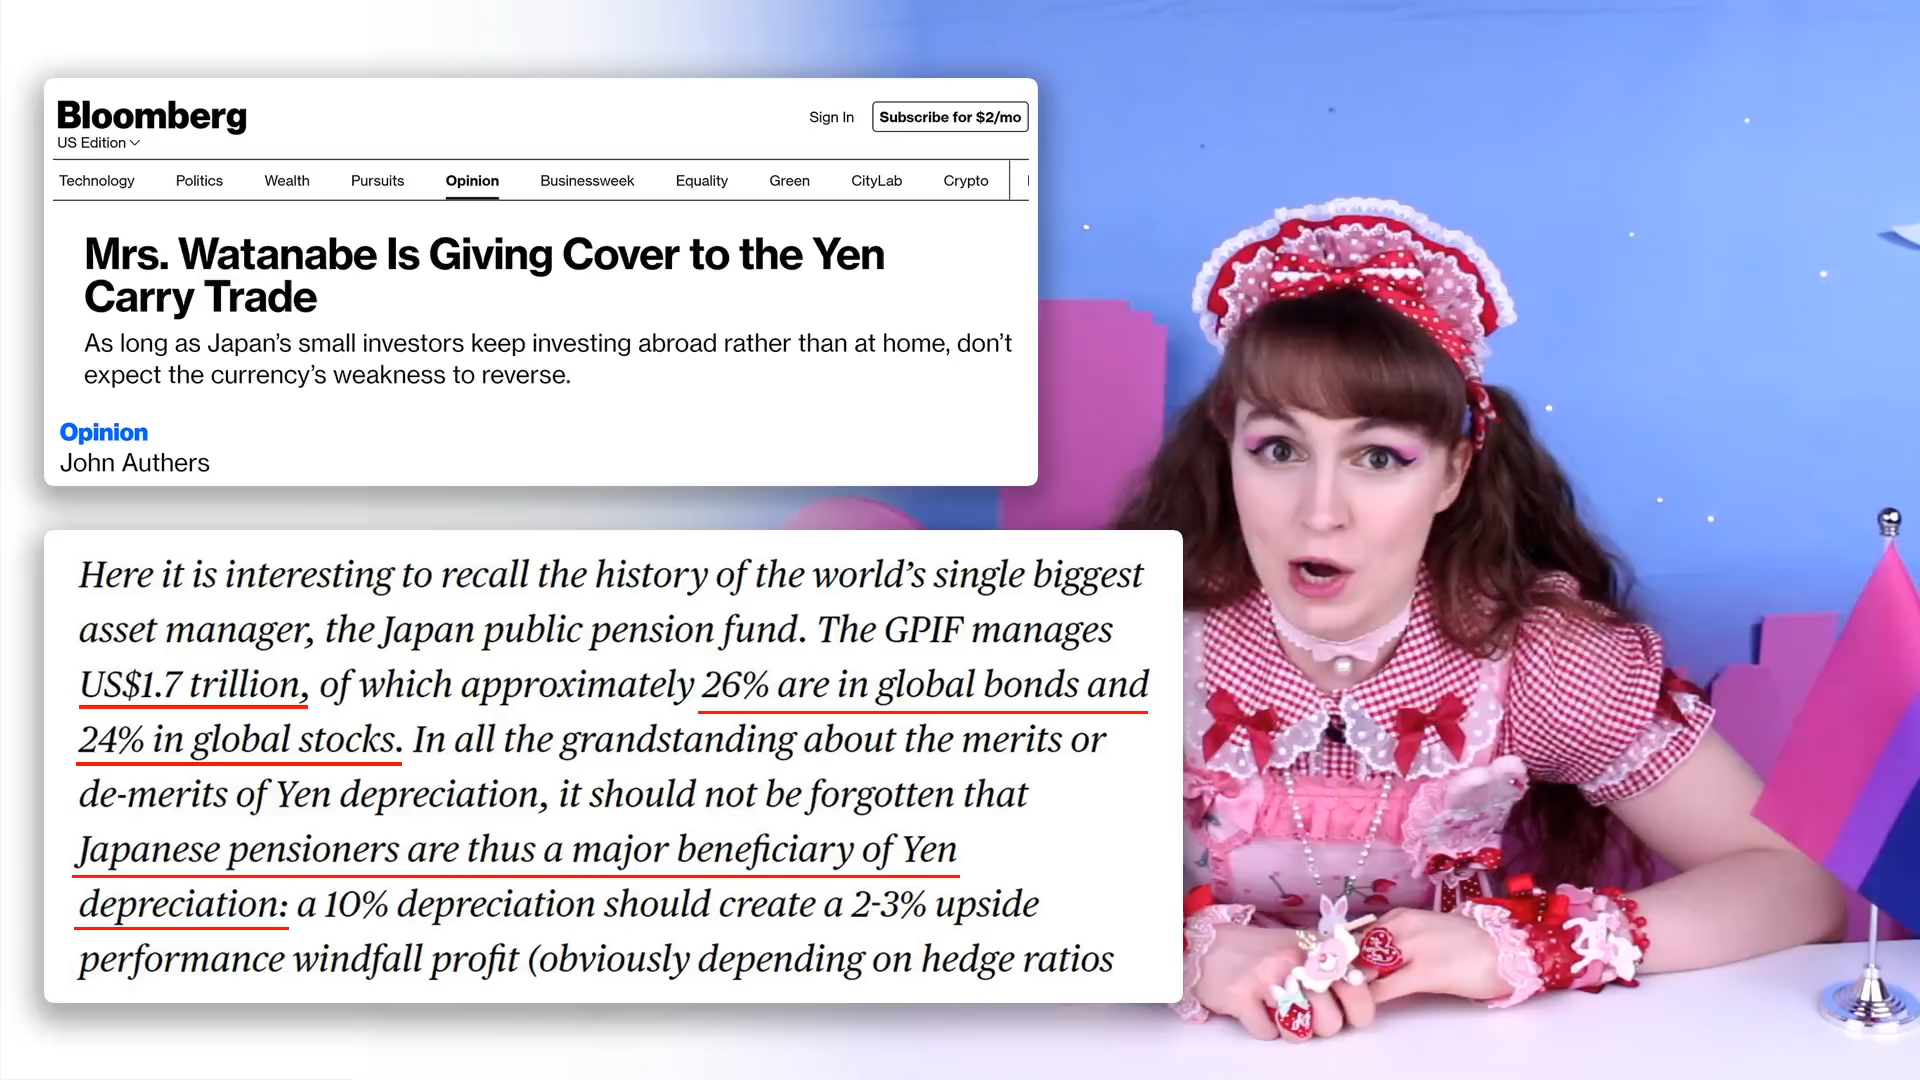 Bloomberg
US Edition
Sign In
Subscribe for $2/mo
Technology Politics Wealth Pursuits Opinion Businessweek Equality Green CityLab Crypto
Mrs. Watanabe Is Giving Cover to the Yen
Carry Trade
As long as Japan’s small investors keep investing abroad rather than at home, don’t
expect the currency’s weakness to reverse.
Opinion
John Authers
Here it is interesting to recall the history of the world’s single biggest
asset manager, the Japan public pension fund. The GPIF manages
US$1.7 trillion, of which approximately 26% are in global bonds and
24% in global stocks. In all the grandstanding about the merits or
de-merits of Yen depreciation, it should not be forgotten that
Japanese pensioners are thus a major beneficiary of Yen
depreciation: a 10% depreciation should create a 2-3% upside
performance windfall profit (obviously depending on hedge ratios